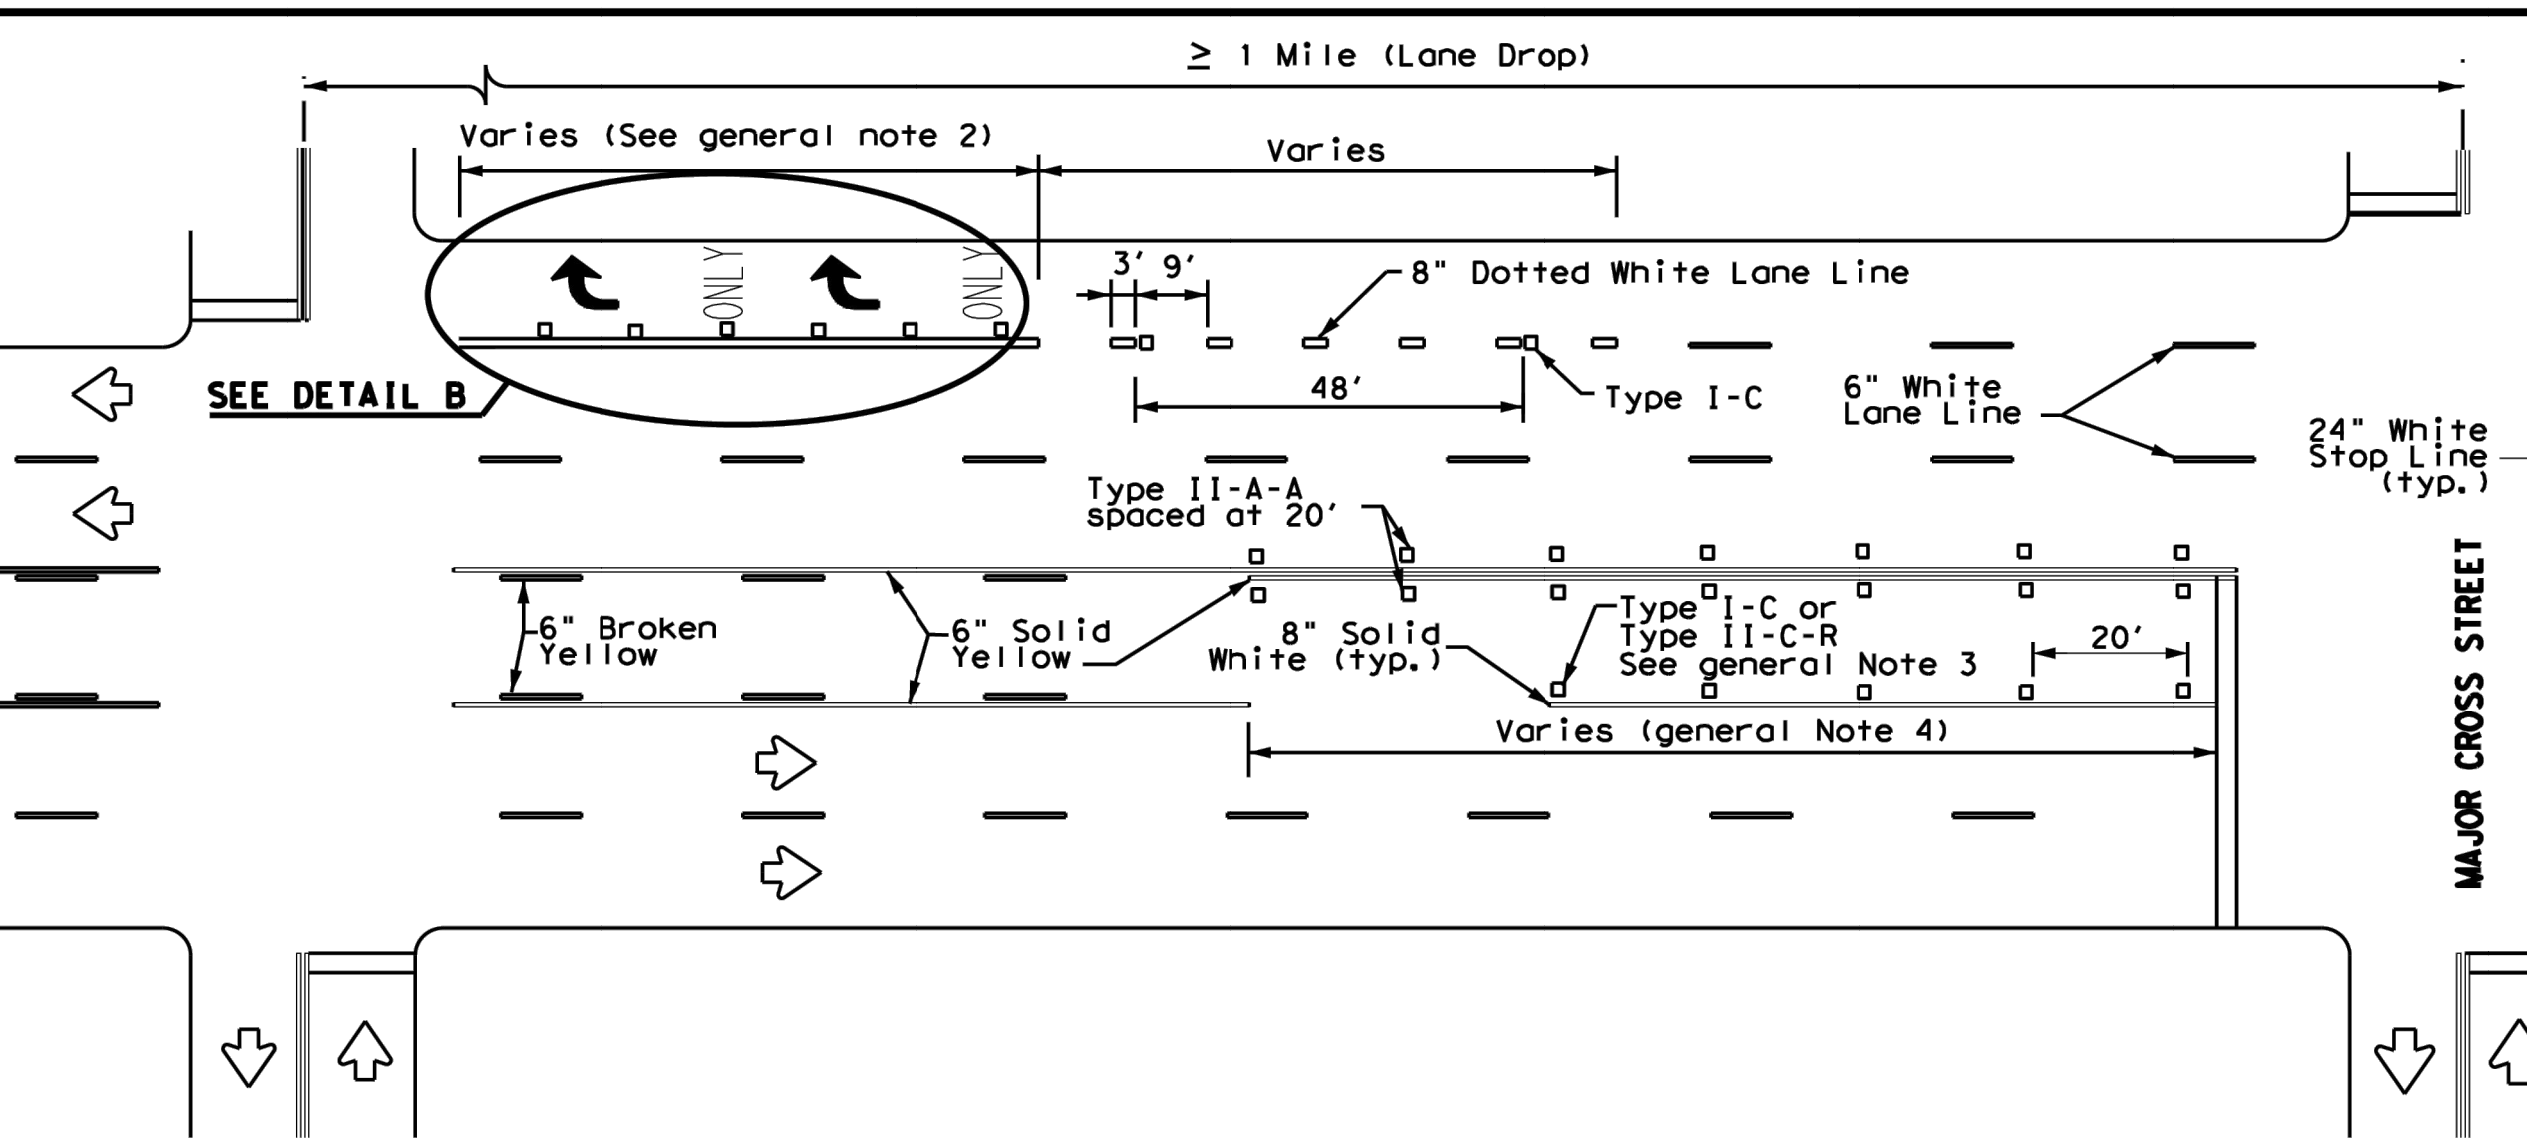 ≥ 1 Mile (Lane Drop)
Varies (See general note 2)
Varies
ONLY
ONLY
3' 9'
8" Dotted White Lane Line
SEE DETAIL B
48'
Type I-C
6" White
Lane Line
24" White
Stop Line
(typ.)
Type II-A-A
spaced at 20'
6" Broken
Yellow
6" Solid
Yellow
8" Solid
White (typ.)
Type I-C or
Type II-C-R
See general Note 3
20'
Varies (general Note 4)
MAJOR CROSS STREET